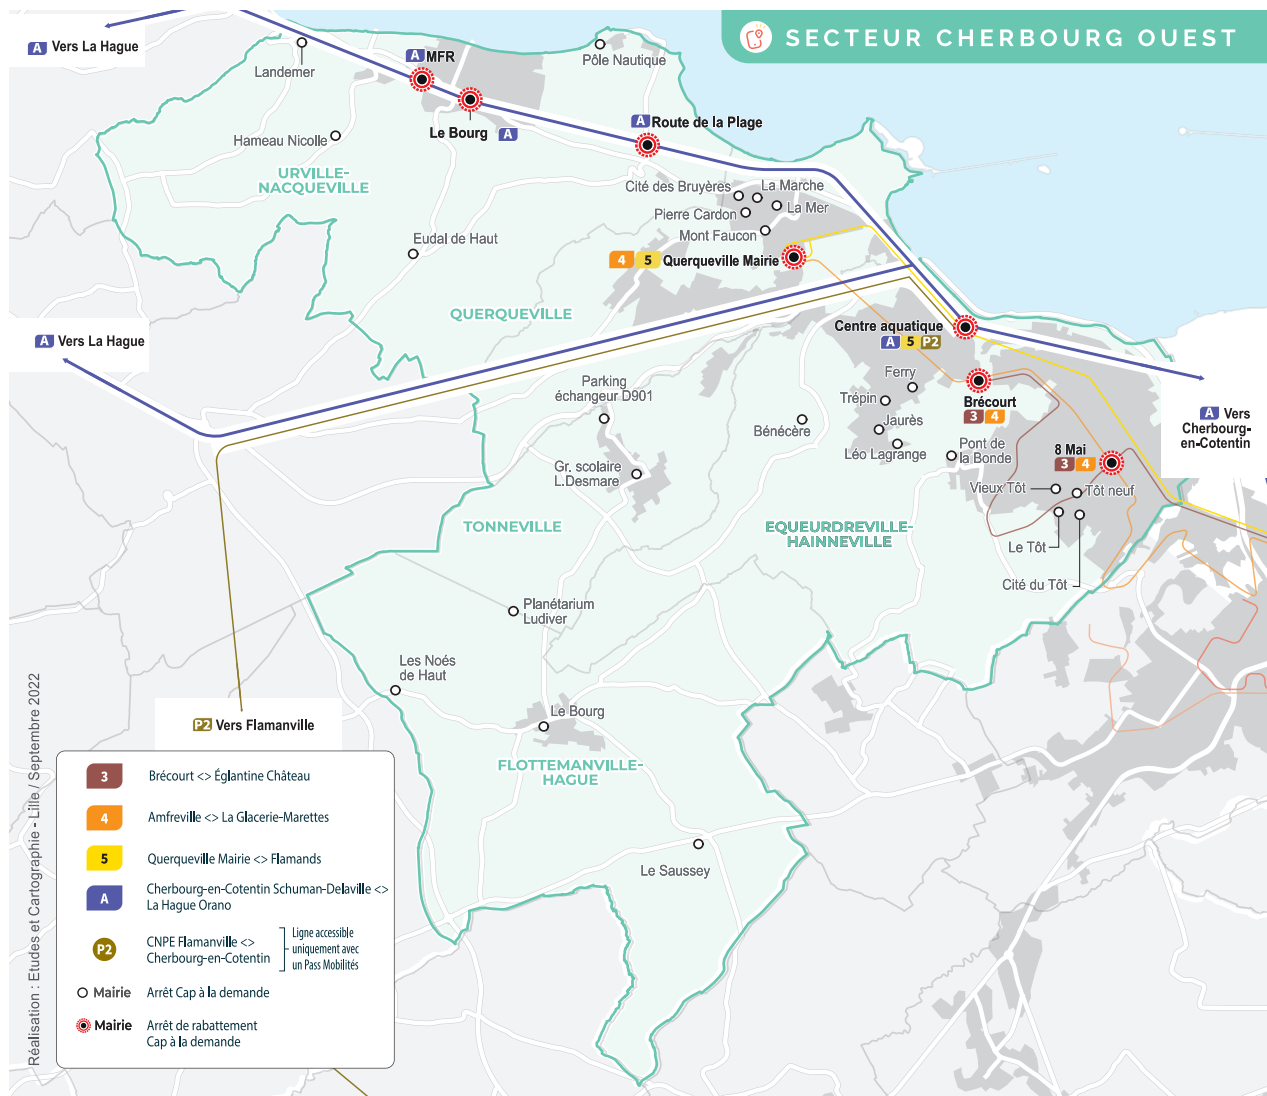 SECTEUR CHERBOURG OUEST
A Vers La Hague
Landemer
A MFR
Pôle Nautique
Le Bourg A
A Route de la Plage
Hameau Nicolle
URVILLE-
NACQUEVILLE
Cité des Bruyères
La Marche
Pierre Cardon
La Mer
Mont Faucon
Eudal de Haut
4 5 Querqueville Mairie
QUERQUEVILLE
Centre aquatique
A 5 P2
A Vers La Hague
Parking
échangeur D901
Ferry
Trépin
Brécourt
3 4
Jaurès
Bénécère
Léo Lagrange
Pont de
la Bonde
8 Mai
3 4
A Vers
Cherbourg-
en-Cotentin
Gr. scolaire
L.Desmare
Vieux Tôt
Tôt neuf
TONNEVILLE
EQUEURDREVILLE-
HAINNEVILLE
Le Tôt
Cité du Tôt
Planétarium
Ludiver
Les Noés
de Haut
Le Bourg
P2 Vers Flamanville
FLOTTEMANVILLE-
HAGUE
Le Saussey
3 Brécourt <> Églantine Château
4 Amfreville <> La Glacerie-Marettes
5 Querqueville Mairie <> Flamands
A Cherbourg-en-Cotentin Schuman-Delaville <>
La Hague Orano
P2 CNPE Flamanville <>
Cherbourg-en-Cotentin
Ligne accessible
uniquement avec
un Pass Mobilités
Mairie Arrêt Cap à la demande
Mairie Arrêt de rabattement
Cap à la demande
Réalisation : Etudes et Cartographie - Lille / Septembre 2022